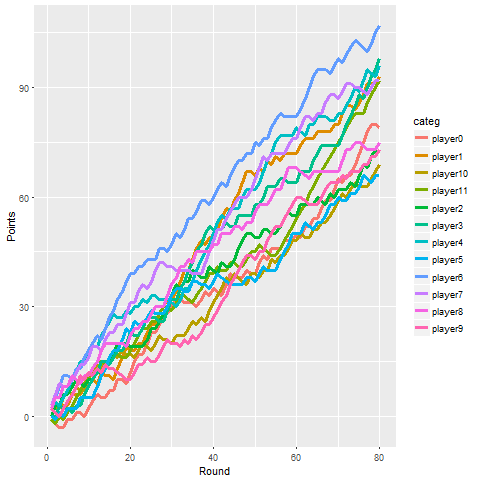 90
60
30
0
Points
0
20
40
60
80
Round
categ
player0
player1
player10
player11
player2
player3
player4
player5
player6
player7
player8
player9